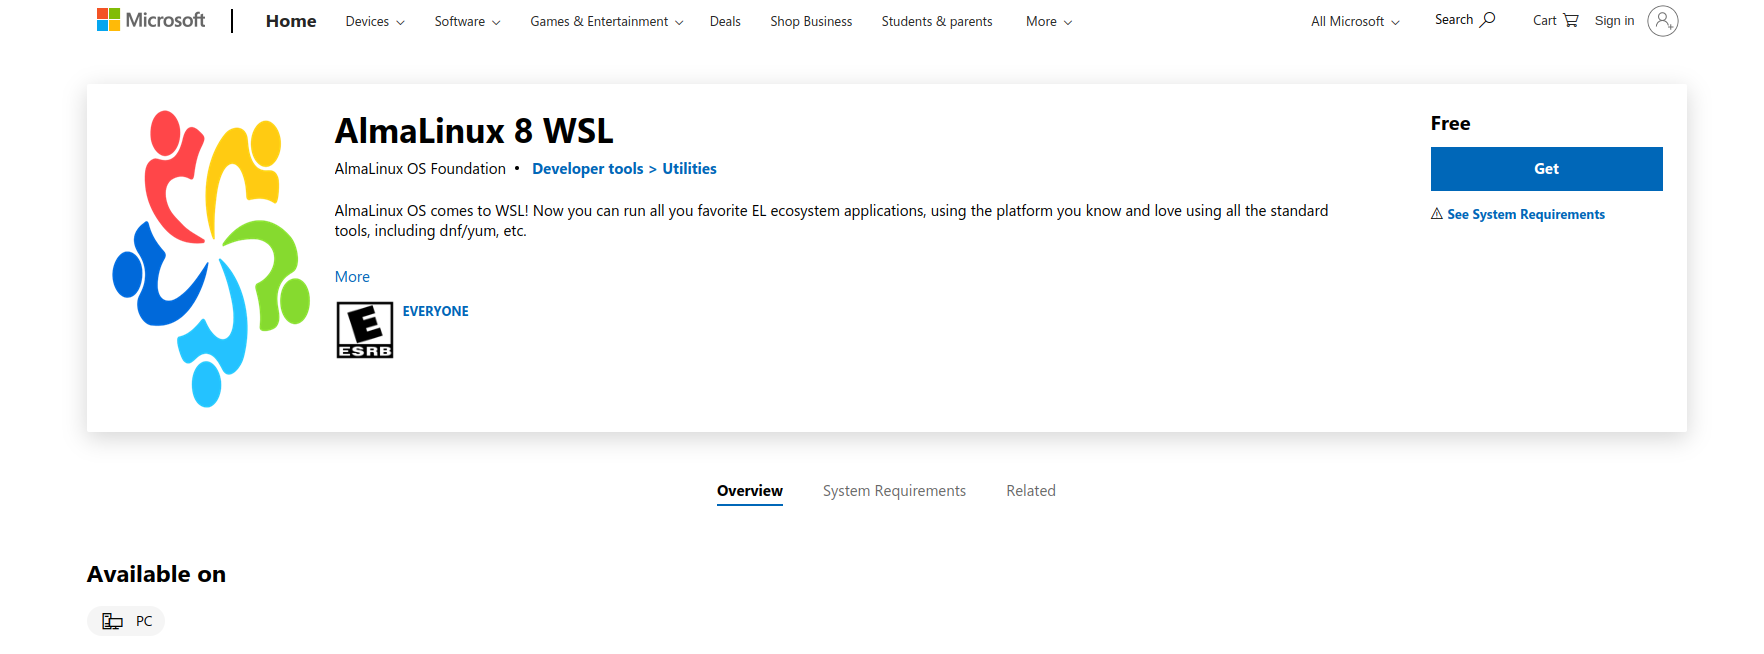 Microsoft Home Devices Software Games & Entertainment Deals Shop Business Students & parents More All Microsoft Search Cart Sign in
AlmaLinux 8 WSL
AlmaLinux OS Foundation • Developer tools > Utilities
AlmaLinux OS comes to WSL! Now you can run all you favorite EL ecosystem applications, using the platform you know and love using all the standard
tools, including dnf/yum, etc.
More
E
ESRB
EVERYONE
Free
Get
⚠ See System Requirements
Overview System Requirements Related
Available on
PC